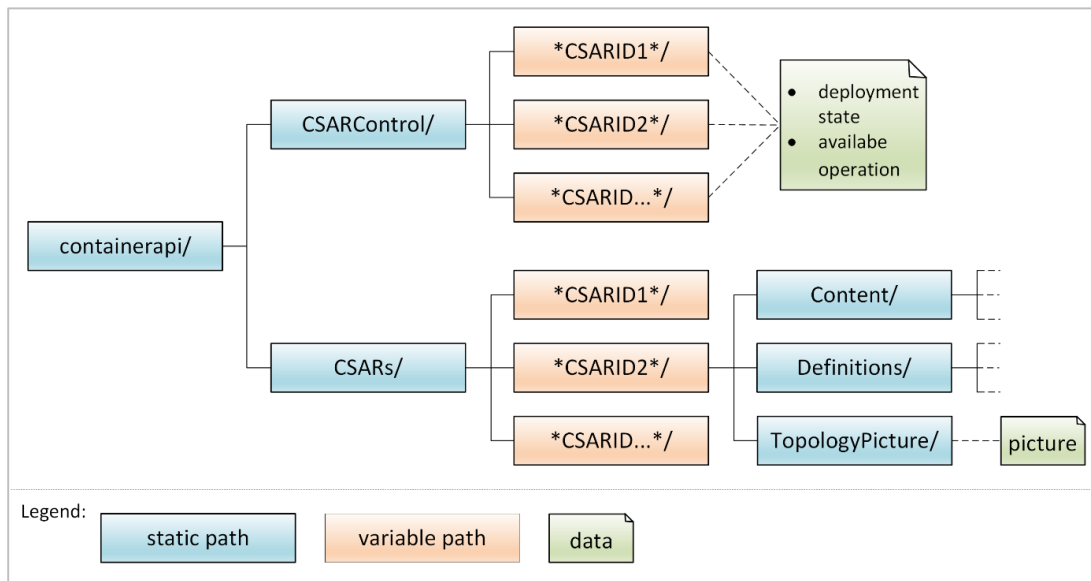 *CSARID1*/
CSARControl/
*CSARID2*/
*CSARID...*/
• deployment
state
• availabe
operation
containerapi/
*CSARID1*/
Content/
CSARs/
*CSARID2*/
Definitions/
*CSARID...*/
TopologyPicture/
picture
Legend:
static path
variable path
data